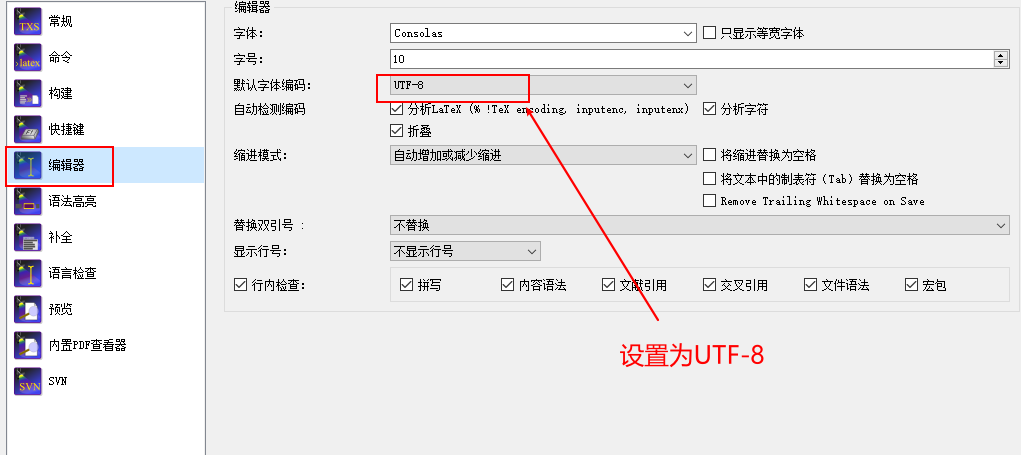 TXS 常规
>latex 命令
构建
快捷键
编辑器
语法高亮
补全
语言检查
预览
内置PDF查看器
SVN SVN
编辑器
字体： Consolas 只显示等宽字体
字号： 10
默认字体编码： UTF-8
自动检测编码 分析LaTeX (% !TeX encoding, inputenc, inputenx) 分析字符
折叠
缩进模式： 自动增加或减少缩进 将缩进替换为空格
将文本中的制表符（Tab）替换为空格
Remove Trailing Whitespace on Save
替换双引号 ： 不替换
显示行号： 不显示行号
行内检查： 拼写 内容语法 文献引用 交叉引用 文件语法 宏包
设置为UTF-8